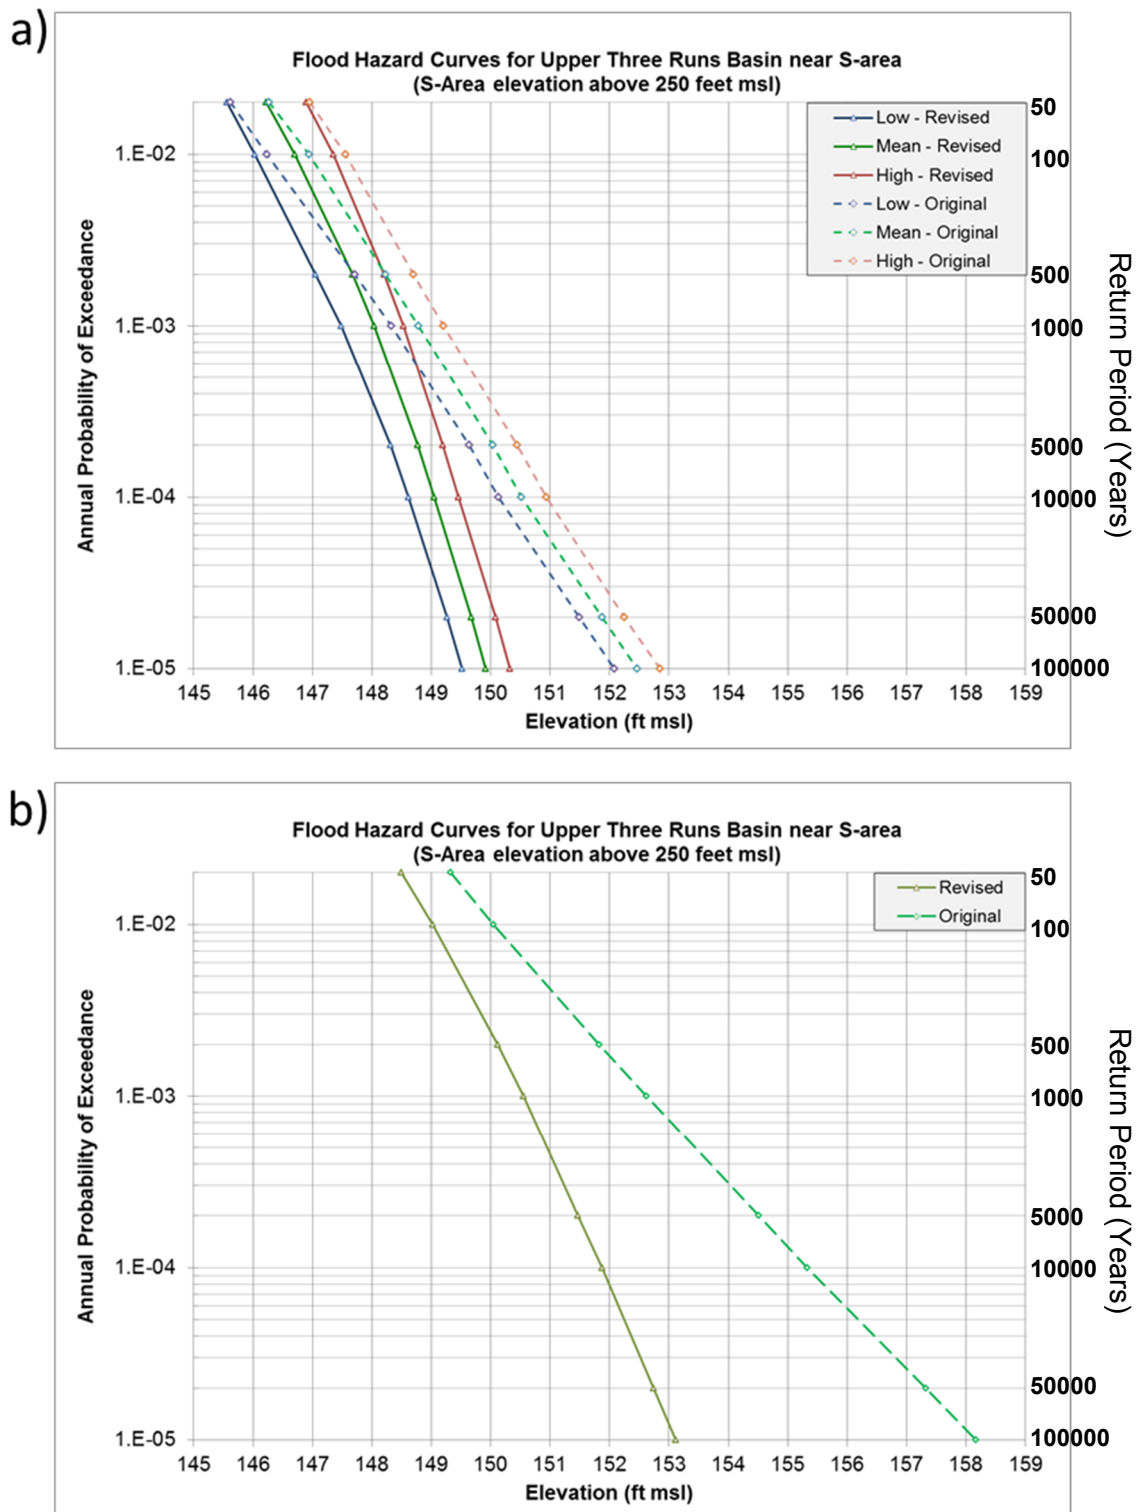 a)
Flood Hazard Curves for Upper Three Runs Basin near S-area
(S-Area elevation above 250 feet msl)
Low - Revised
Mean - Revised
High - Revised
Low - Original
Mean - Original
High - Original
50
1.E-02
100
500
1.E-03
1000
5000
1.E-04
10000
50000
1.E-05
100000
Annual Probability of Exceedance
Return Period (Years)
145 146 147 148 149 150 151 152 153 154 155 156 157 158 159
Elevation (ft msl)
b)
Flood Hazard Curves for Upper Three Runs Basin near S-area
(S-Area elevation above 250 feet msl)
Revised
Original
50
1.E-02
100
500
1.E-03
1000
5000
1.E-04
10000
50000
1.E-05
100000
Annual Probability of Exceedance
Return Period (Years)
145 146 147 148 149 150 151 152 153 154 155 156 157 158 159
Elevation (ft msl)